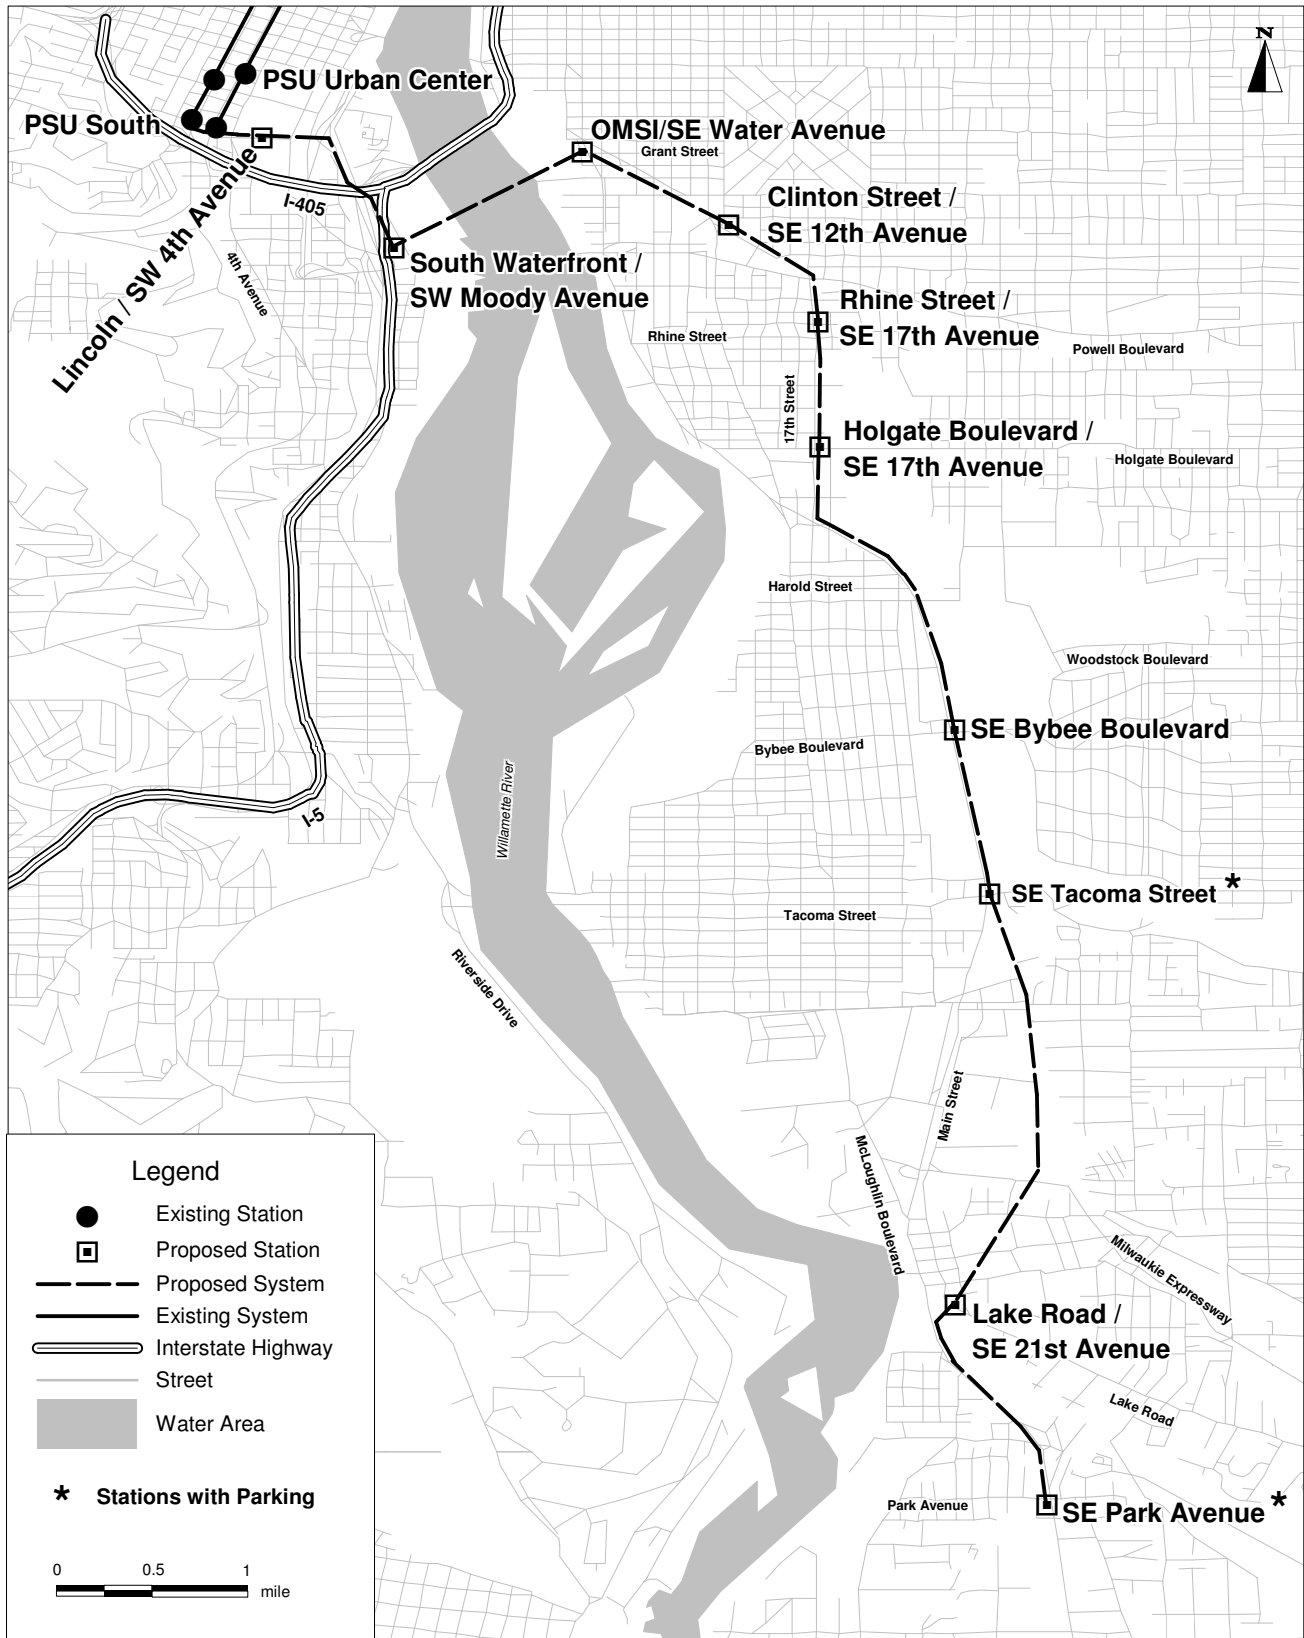 N
PSU Urban Center
PSU South
OMSI/SE Water Avenue
Grant Street
Clinton Street /
SE 12th Avenue
I-405
Lincoln / SW 4th Avenue
4th Avenue
South Waterfront /
SW Moody Avenue
Rhine Street /
SE 17th Avenue
Rhine Street
Powell Boulevard
17th Street
Holgate Boulevard /
SE 17th Avenue
Holgate Boulevard
Harold Street
Woodstock Boulevard
SE Bybee Boulevard
Bybee Boulevard
Willamette River
I-5
SE Tacoma Street *
Tacoma Street
Riverside Drive
Main Street
McLoughlin Boulevard
Milwaukie Expressway
Lake Road /
SE 21st Avenue
Lake Road
Park Avenue
SE Park Avenue *
Legend
Existing Station
Proposed Station
Proposed System
Existing System
Interstate Highway
Street
Water Area
* Stations with Parking
0 0.5 1
mile